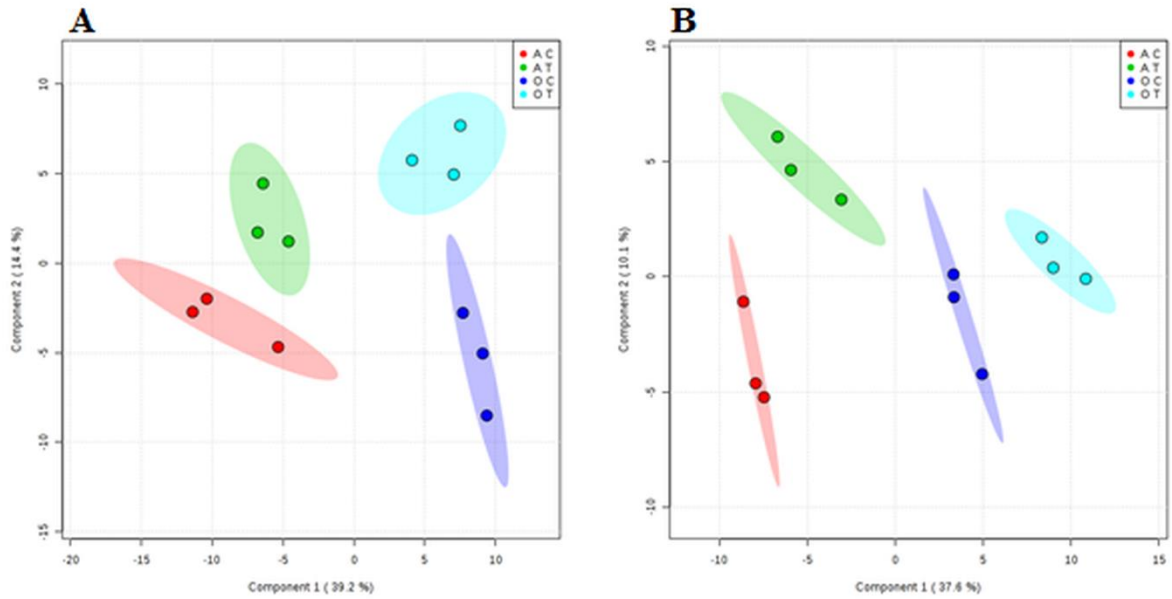 A
B
A C
A T
O C
O T
A C
A T
O C
O T
Component 2 ( 14.4 %)
10
5
0
-5
-10
-15
-20
-15
-10
-5
0
5
10
Component 1 ( 39.2 %)
Component 2 ( 10.1 %)
10
5
0
-5
-10
-10
-5
0
5
10
15
Component 1 ( 37.6 %)